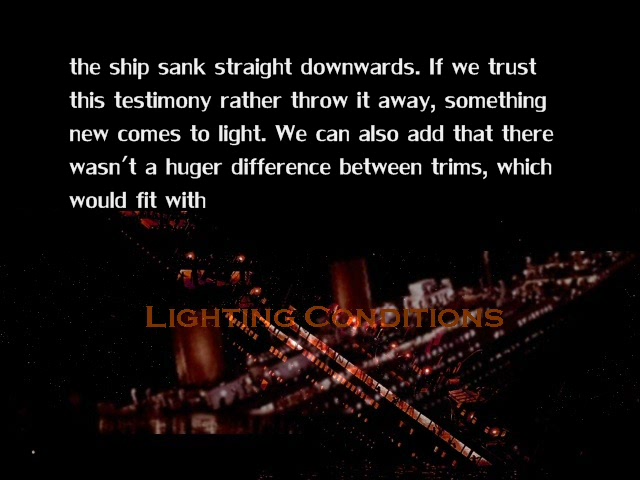 the ship sank straight downwards. If we trust
this testimony rather throw it away, something
new comes to light. We can also add that there
wasn't a huger difference between trims, which
would fit with
Lighting Conditions